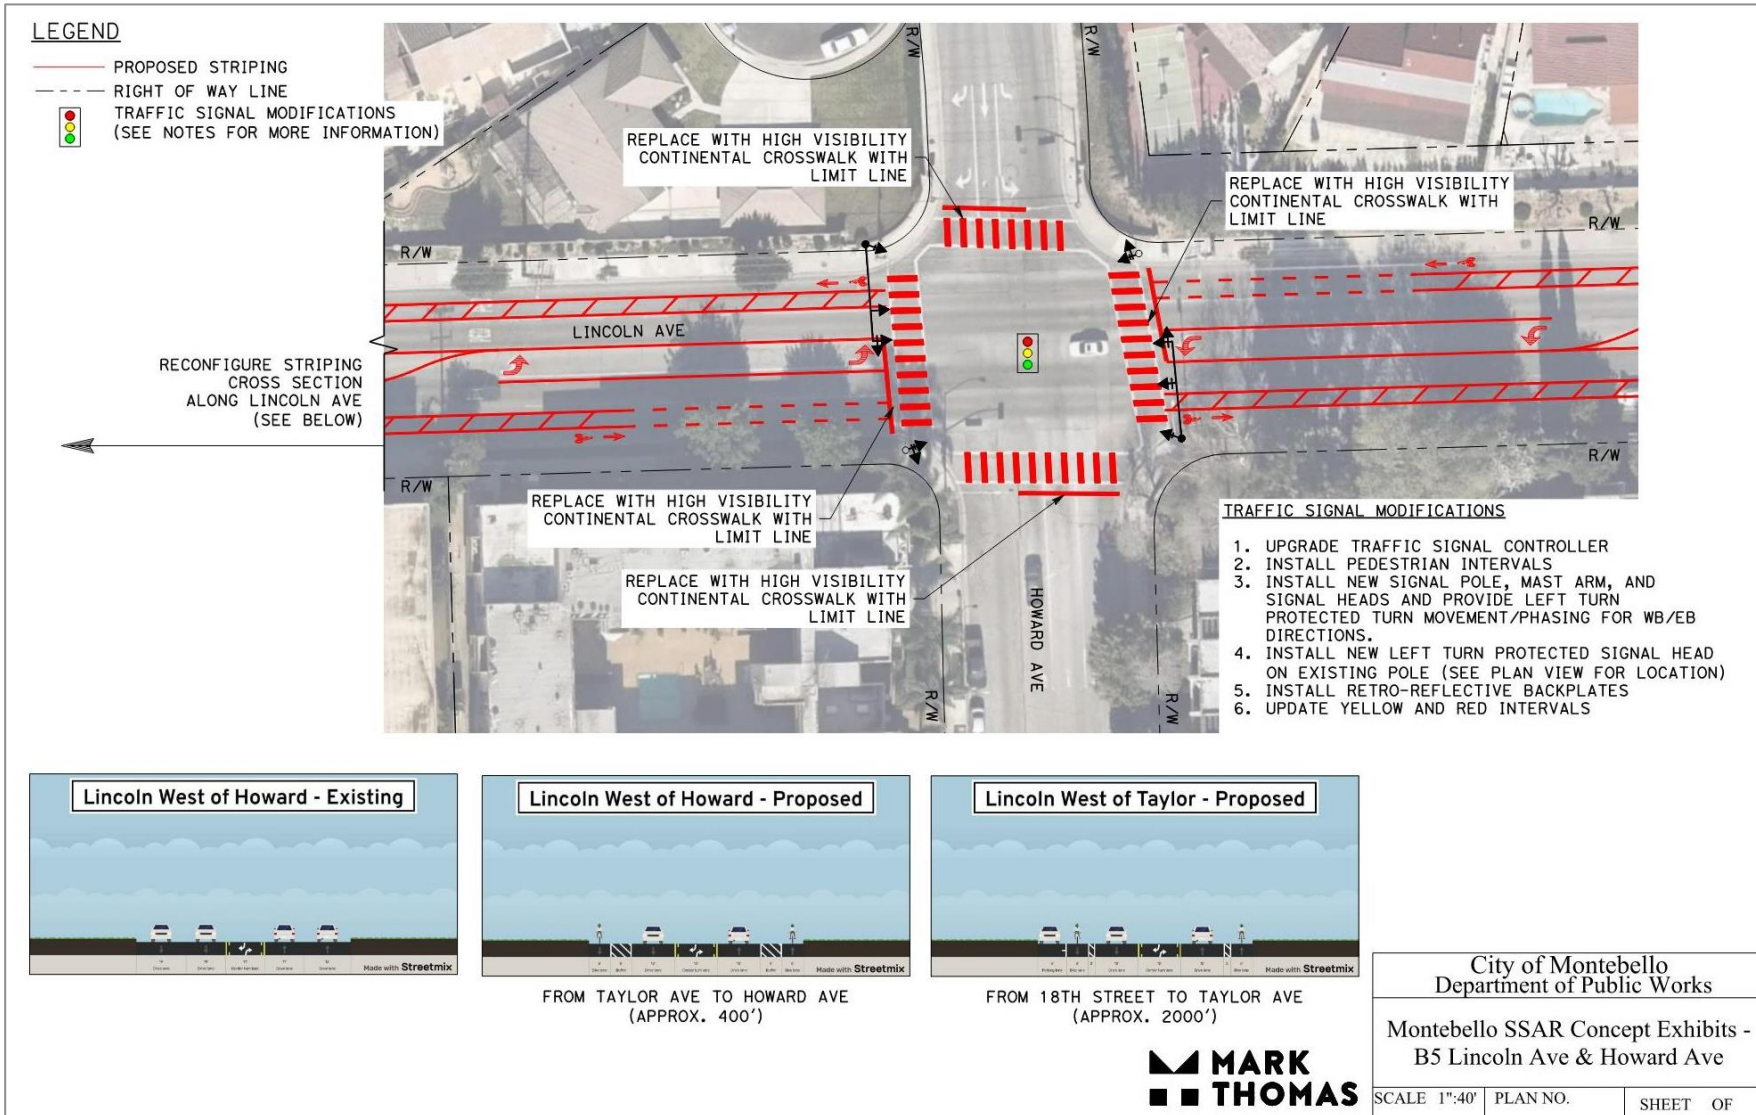 LEGEND
PROPOSED STRIPING
RIGHT OF WAY LINE
TRAFFIC SIGNAL MODIFICATIONS
(SEE NOTES FOR MORE INFORMATION)
R/W
R/W
REPLACE WITH HIGH VISIBILITY
CONTINENTAL CROSSWALK WITH
LIMIT LINE
REPLACE WITH HIGH VISIBILITY
CONTINENTAL CROSSWALK WITH
LIMIT LINE
R/W
R/W
LINCOLN AVE
RECONFIGURE STRIPING
CROSS SECTION
ALONG LINCOLN AVE
(SEE BELOW)
R/W
R/W
REPLACE WITH HIGH VISIBILITY
CONTINENTAL CROSSWALK WITH
LIMIT LINE
REPLACE WITH HIGH VISIBILITY
CONTINENTAL CROSSWALK WITH
LIMIT LINE
HOWARD AVE
R/W
R/W
TRAFFIC SIGNAL MODIFICATIONS
1. UPGRADE TRAFFIC SIGNAL CONTROLLER
2. INSTALL PEDESTRIAN INTERVALS
3. INSTALL NEW SIGNAL POLE, MAST ARM, AND
SIGNAL HEADS AND PROVIDE LEFT TURN
PROTECTED TURN MOVEMENT/PHASING FOR WB/EB
DIRECTIONS.
4. INSTALL NEW LEFT TURN PROTECTED SIGNAL HEAD
ON EXISTING POLE (SEE PLAN VIEW FOR LOCATION)
5. INSTALL RETRO-REFLECTIVE BACKPLATES
6. UPDATE YELLOW AND RED INTERVALS
Lincoln West of Howard - Existing
Made with Streetmix
Lincoln West of Howard - Proposed
Made with Streetmix
FROM TAYLOR AVE TO HOWARD AVE
(APPROX. 400')
Lincoln West of Taylor - Proposed
Made with Streetmix
FROM 18TH STREET TO TAYLOR AVE
(APPROX. 2000')
MARK
THOMAS
City of Montebello
Department of Public Works
Montebello SSAR Concept Exhibits -
B5 Lincoln Ave & Howard Ave
SCALE 1":40'
PLAN NO.
SHEET OF